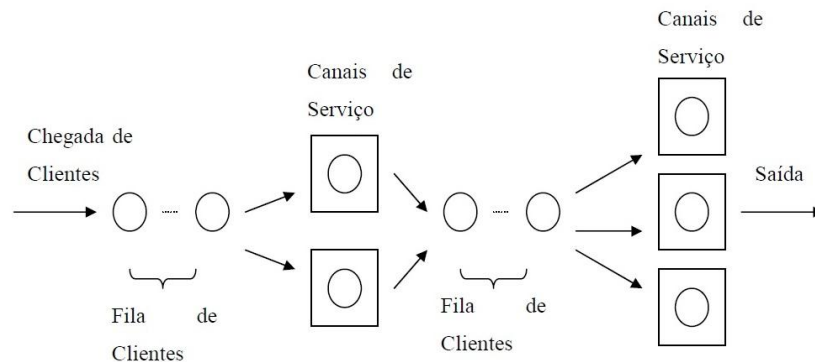 Canais de
Serviço
Canais de
Serviço
Chegada de
Clientes
Saída
Fila de
Clientes
Fila de
Clientes